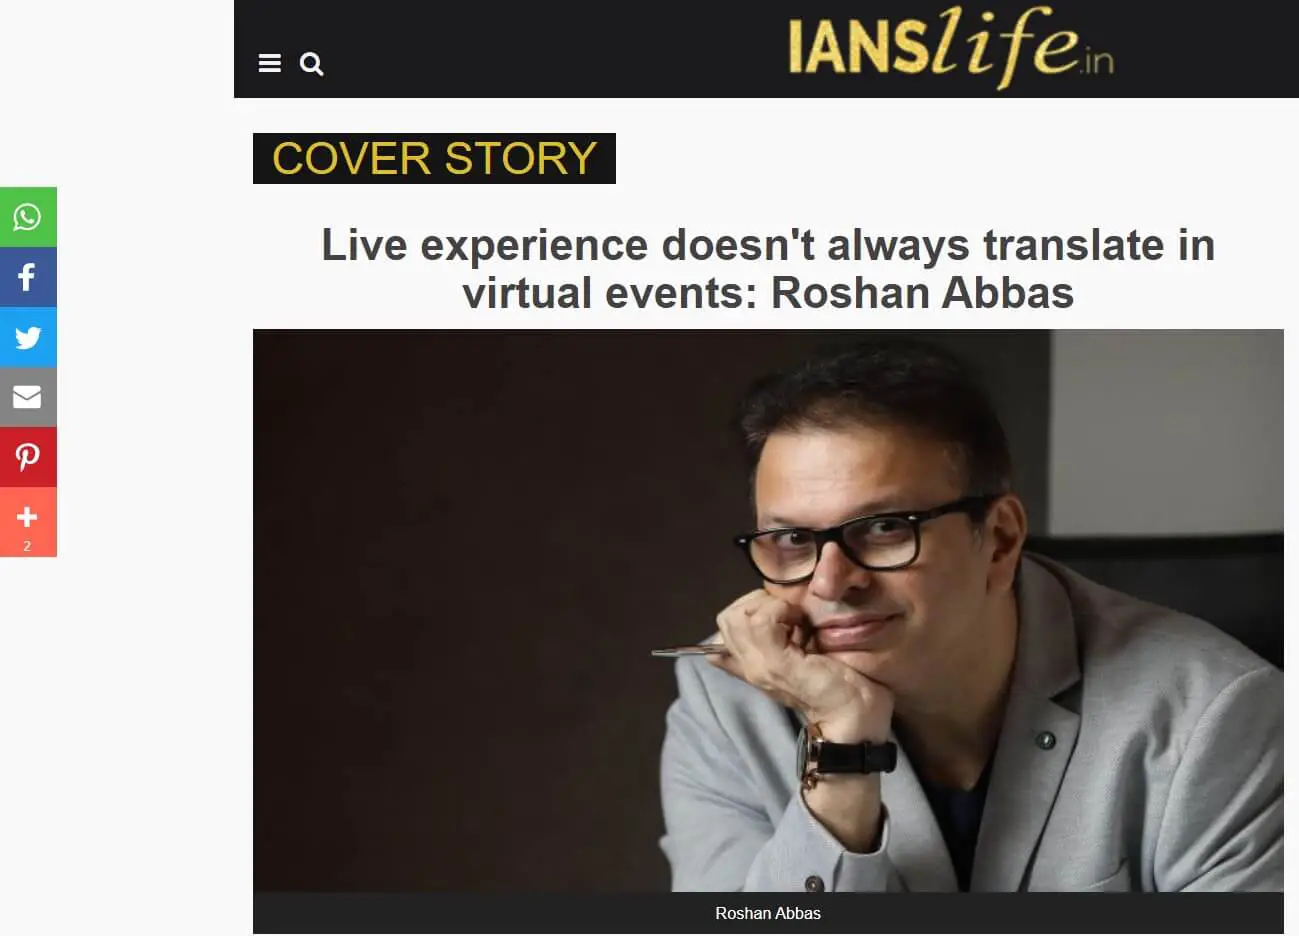 IANSlife.in
COVER STORY
Live experience doesn't always translate in
virtual events: Roshan Abbas
2
Roshan Abbas